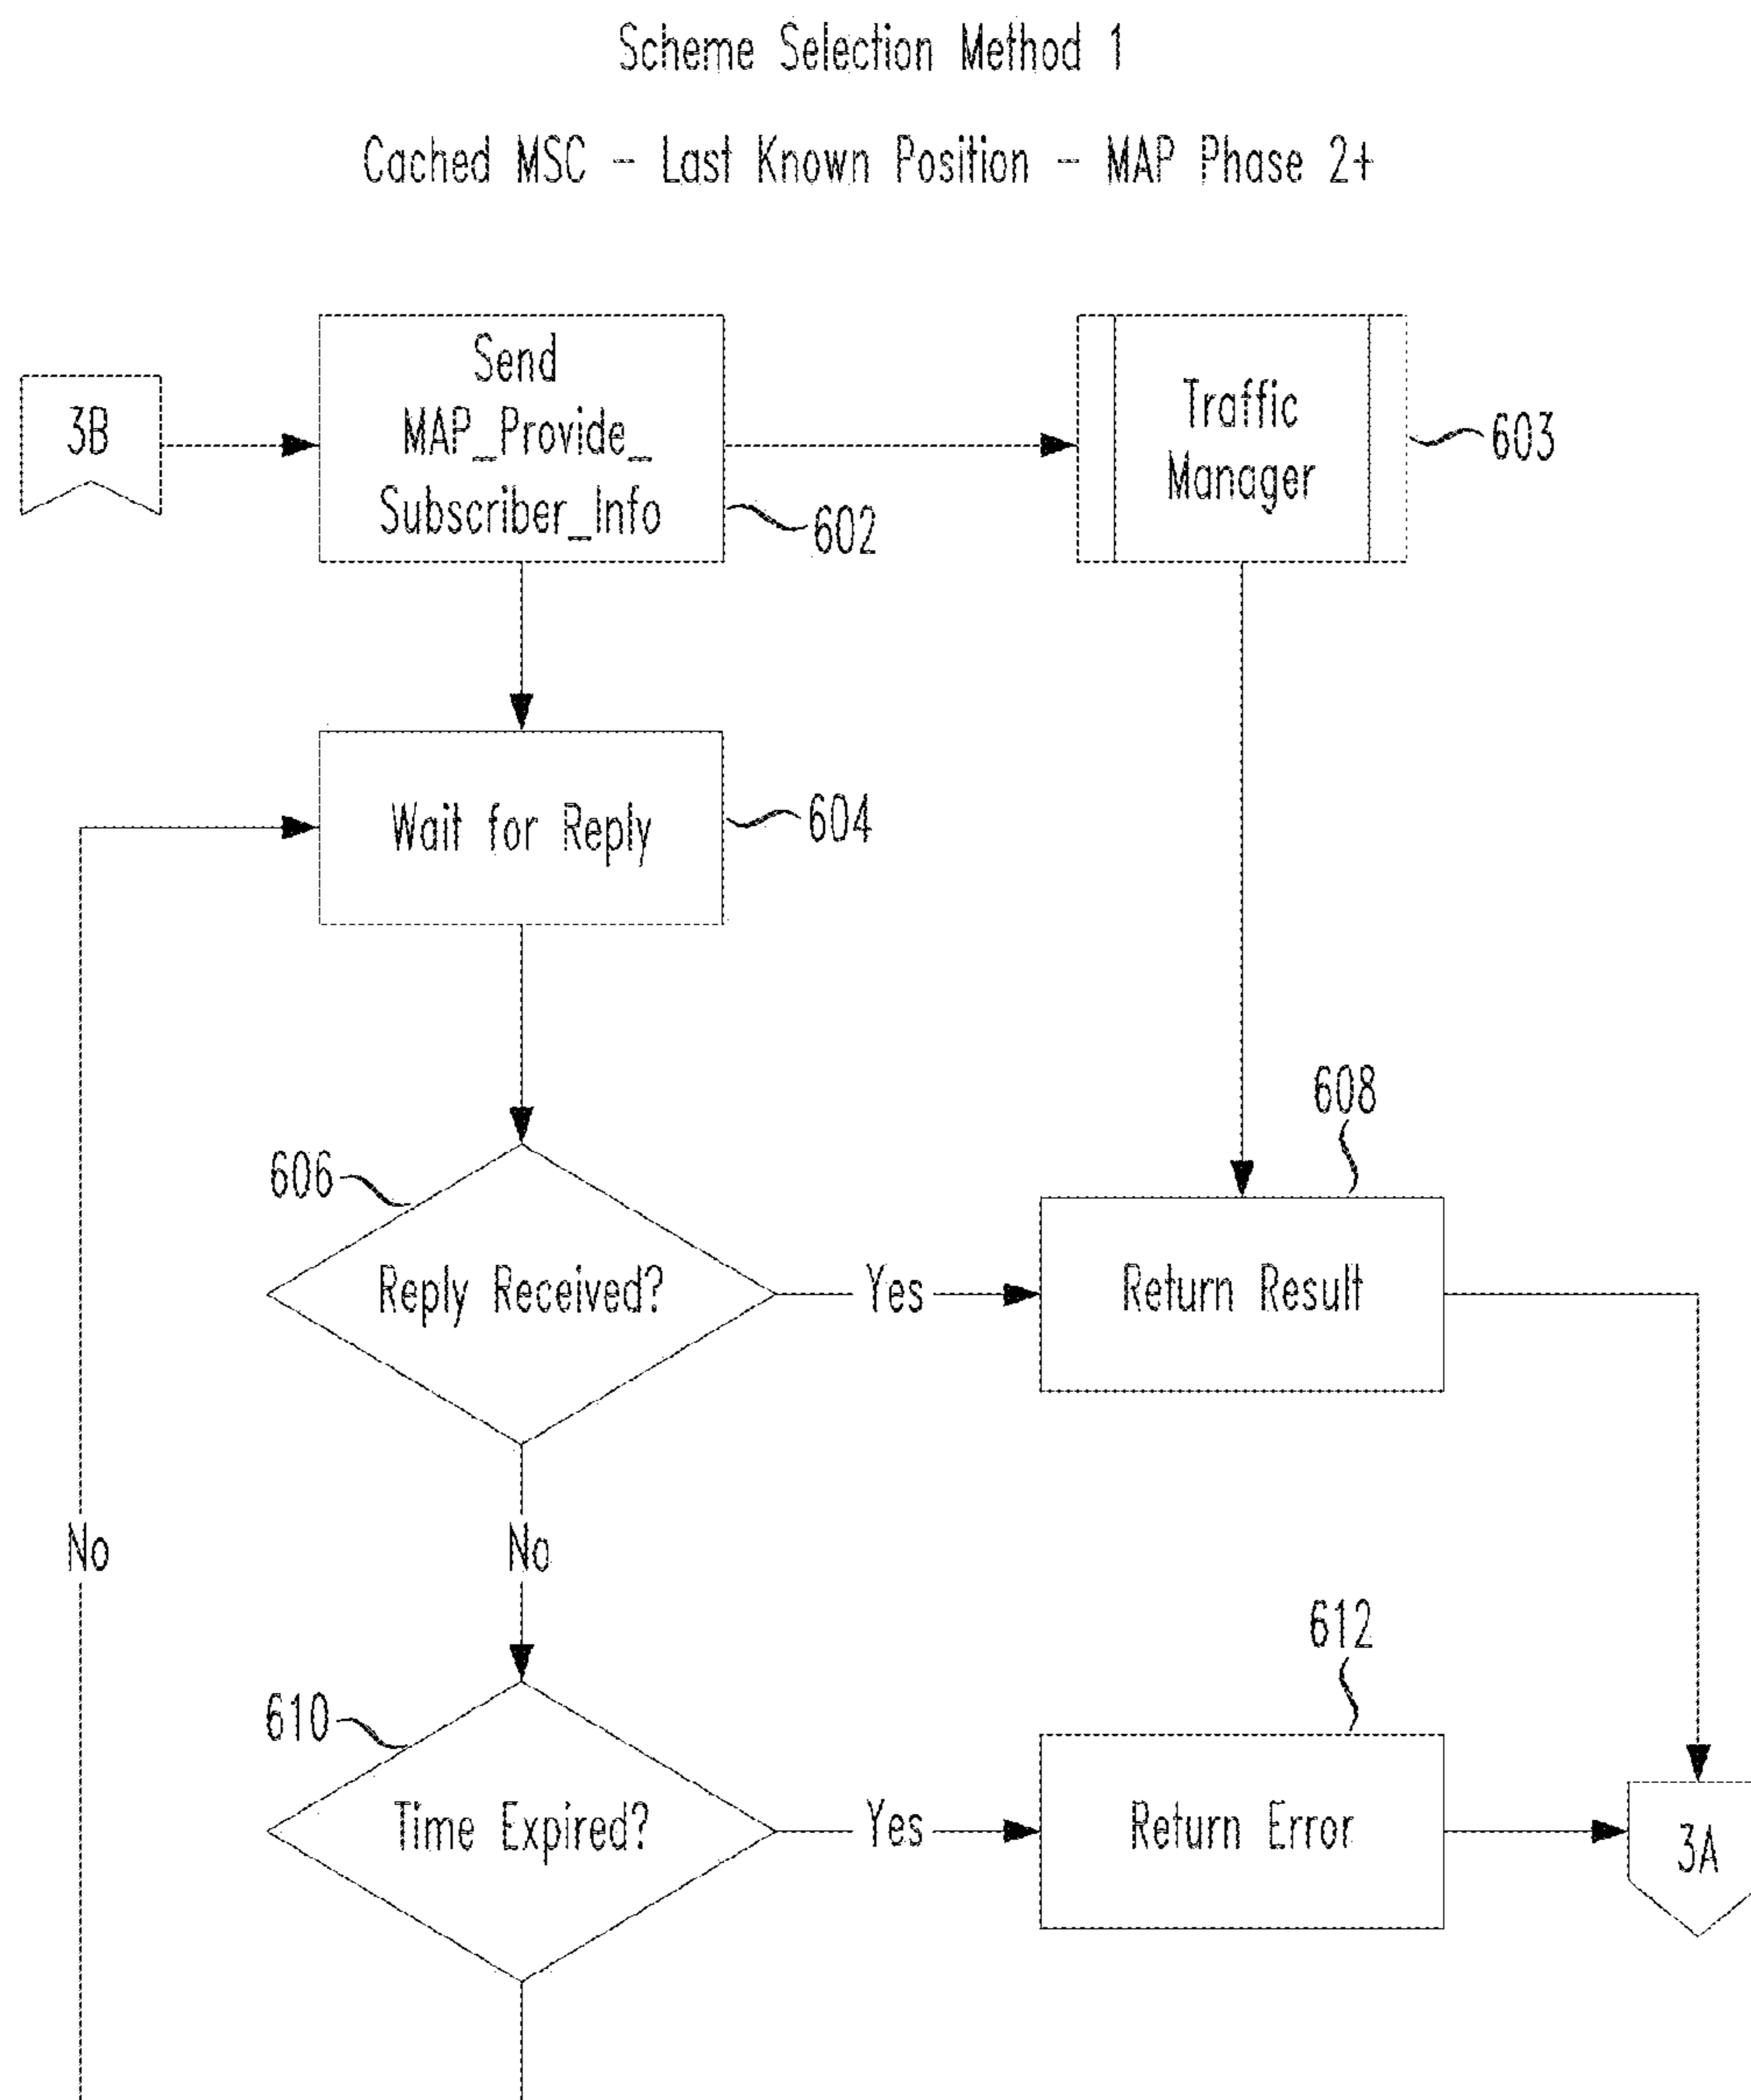 Scheme Selection Method 1
Cached MSC – Last Known Position – MAP Phase 2+
3B
Send
MAP_Provide_
Subscriber_Info
602
Traffic
Manager
603
Wait for Reply
604
606
Reply Received?
Yes
608
Return Result
No
No
610
Time Expired?
Yes
612
Return Error
3A